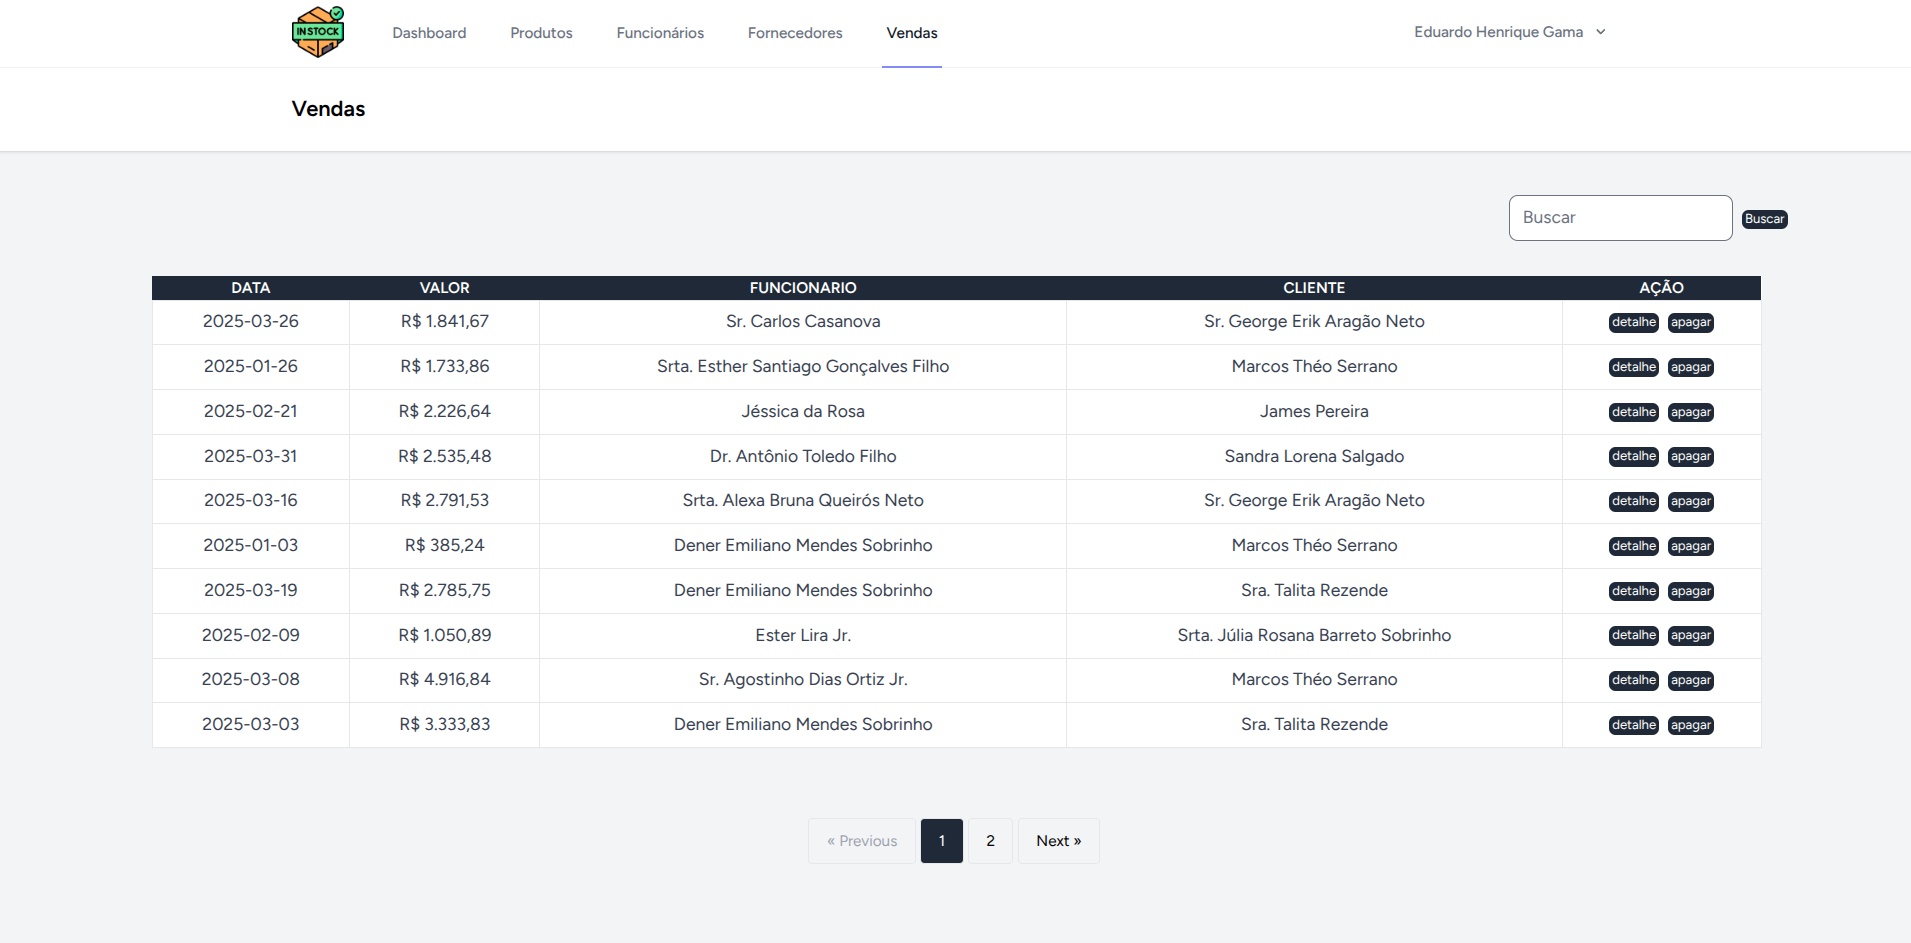 IN STOCK Dashboard Produtos Funcionários Fornecedores Vendas Eduardo Henrique Gama
Vendas
Buscar Buscar
DATA VALOR FUNCIONARIO CLIENTE AÇÃO
2025-03-26 R$ 1.841,67 Sr. Carlos Casanova Sr. George Erik Aragão Neto detalhe apagar
2025-01-26 R$ 1.733,86 Srta. Esther Santiago Gonçalves Filho Marcos Théo Serrano detalhe apagar
2025-02-21 R$ 2.226,64 Jéssica da Rosa James Pereira detalhe apagar
2025-03-31 R$ 2.535,48 Dr. Antônio Toledo Filho Sandra Lorena Salgado detalhe apagar
2025-03-16 R$ 2.791,53 Srta. Alexa Bruna Queirós Neto Sr. George Erik Aragão Neto detalhe apagar
2025-01-03 R$ 385,24 Dener Emiliano Mendes Sobrinho Marcos Théo Serrano detalhe apagar
2025-03-19 R$ 2.785,75 Dener Emiliano Mendes Sobrinho Sra. Talita Rezende detalhe apagar
2025-02-09 R$ 1.050,89 Ester Lira Jr. Srta. Júlia Rosana Barreto Sobrinho detalhe apagar
2025-03-08 R$ 4.916,84 Sr. Agostinho Dias Ortiz Jr. Marcos Théo Serrano detalhe apagar
2025-03-03 R$ 3.333,83 Dener Emiliano Mendes Sobrinho Sra. Talita Rezende detalhe apagar
« Previous 1 2 Next »